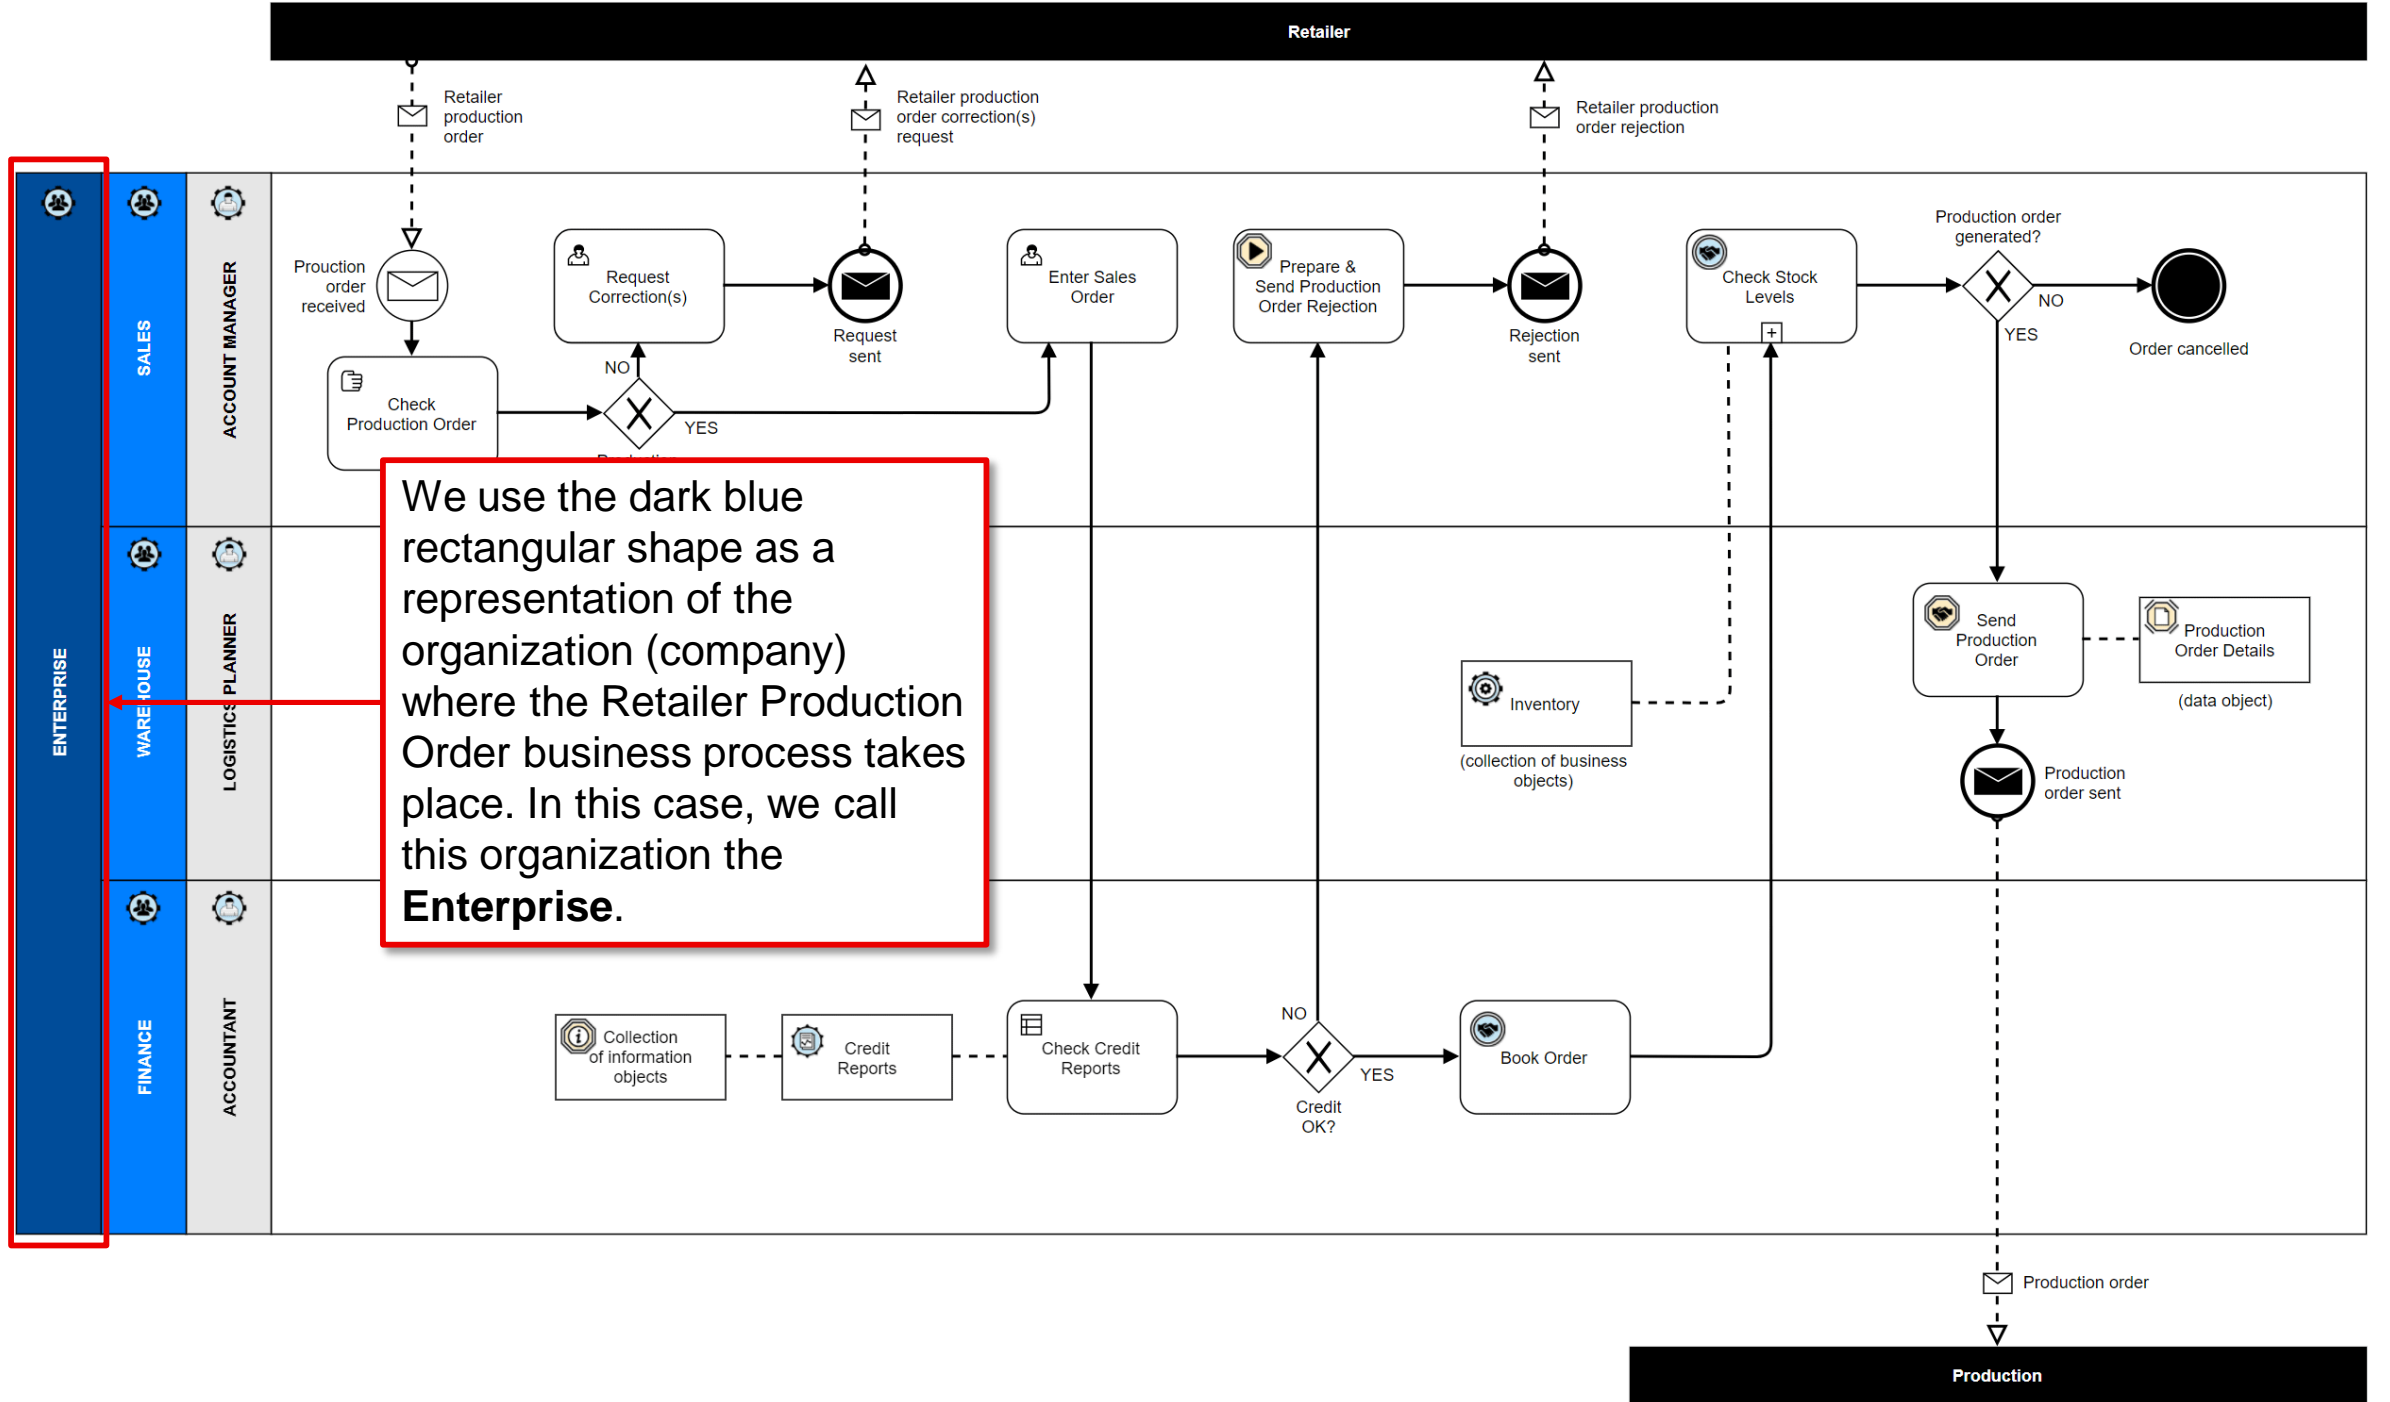 Retailer
Retailer
production
order
Retailer production
order correction(s)
request
Retailer production
order rejection
ENTERPRISE
SALES
ACCOUNT MANAGER
Prouction
order
received
Request
Correction(s)
Request
sent
Enter Sales
Order
Prepare &
Send Production
Order Rejection
Rejection
sent
Check Stock
Levels
Production order
generated?
NO
YES
Order cancelled
Check
Production Order
NO
YES
We use the dark blue
rectangular shape as a
representation of the
organization (company)
where the Retailer Production
Order business process takes
place. In this case, we call
this organization the
Enterprise.
WAREHOUSE
LOGISTICS PLANNER
Inventory
(collection of business
objects)
Send
Production
Order
Production
Order Details
(data object)
Production
order sent
FINANCE
ACCOUNTANT
Collection
of information
objects
Credit
Reports
Check Credit
Reports
NO
YES
Credit
OK?
Book Order
Production order
Production